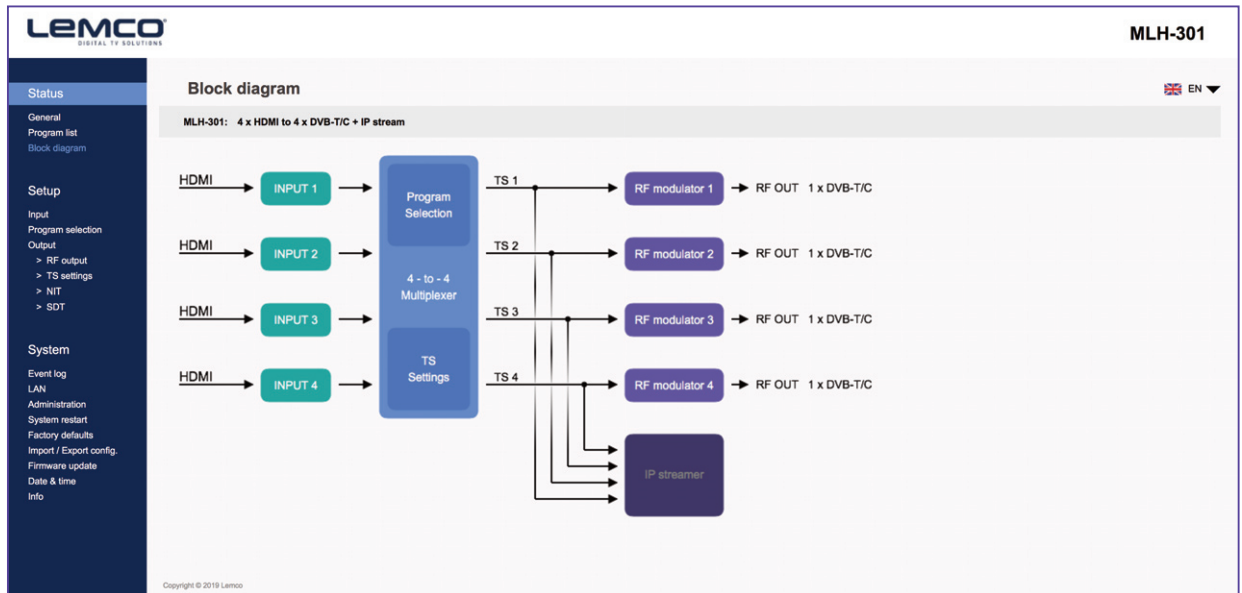 LEMCO
DIGITAL TV SOLUTIONS
MLH-301
Status
General
Program list
Block diagram
Setup
Input
Program selection
Output
> RF output
> TS settings
> NIT
> SDT
System
Event log
LAN
Administration
System restart
Factory defaults
Import / Export config.
Firmware update
Date & time
Info
Block diagram
EN
MLH-301: 4 x HDMI to 4 x DVB-T/C + IP stream
HDMI
INPUT 1
HDMI
INPUT 2
HDMI
INPUT 3
HDMI
INPUT 4
Program
Selection
4 - to - 4
Multiplexer
TS
Settings
TS 1
RF modulator 1
RF OUT 1 x DVB-T/C
TS 2
RF modulator 2
RF OUT 1 x DVB-T/C
TS 3
RF modulator 3
RF OUT 1 x DVB-T/C
TS 4
RF modulator 4
RF OUT 1 x DVB-T/C
IP streamer
Copyright © 2019 Lemco